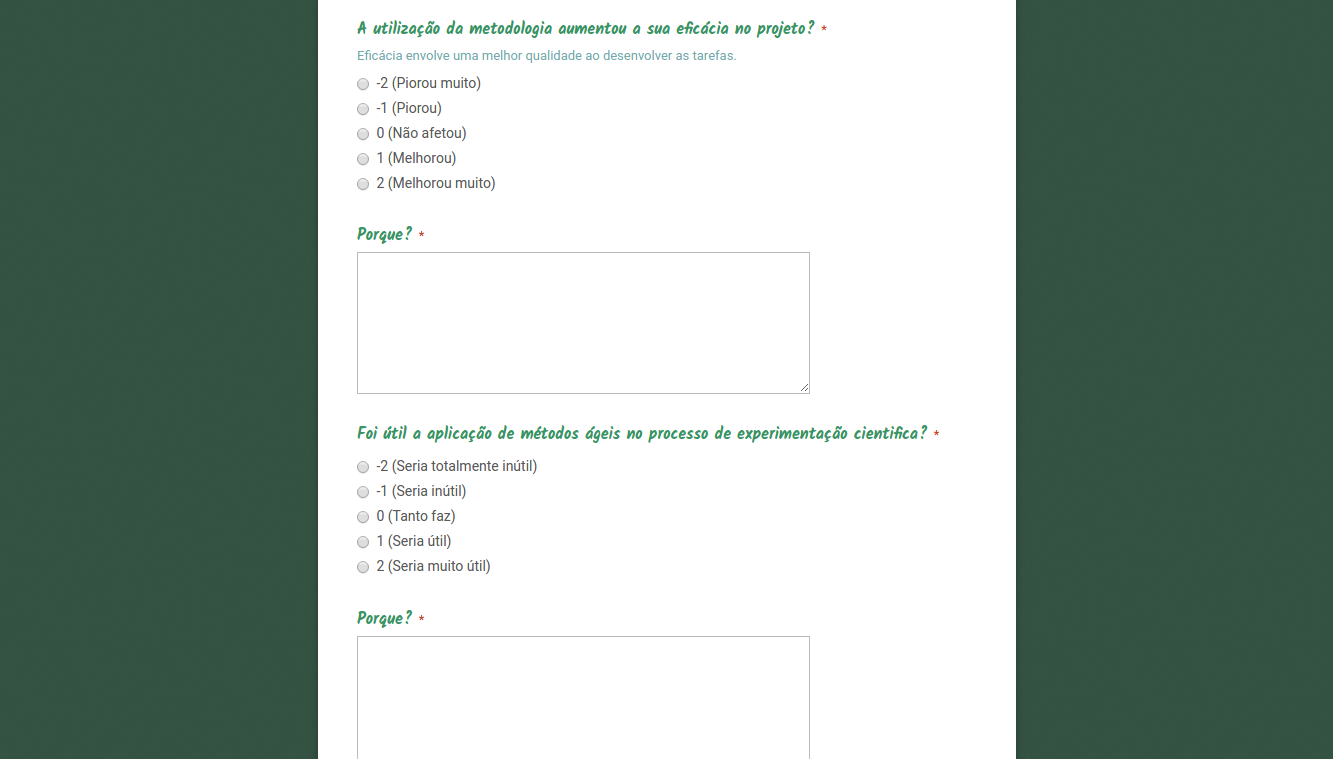 A utilização da metodologia aumentou a sua eficácia no projeto? *
Eficácia envolve uma melhor qualidade ao desenvolver as tarefas.
-2 (Piorou muito)
-1 (Piorou)
0 (Não afetou)
1 (Melhorou)
2 (Melhorou muito)
Porque? *
Foi útil a aplicação de métodos ágeis no processo de experimentação cientifica? *
-2 (Seria totalmente inútil)
-1 (Seria inútil)
0 (Tanto faz)
1 (Seria útil)
2 (Seria muito útil)
Porque? *